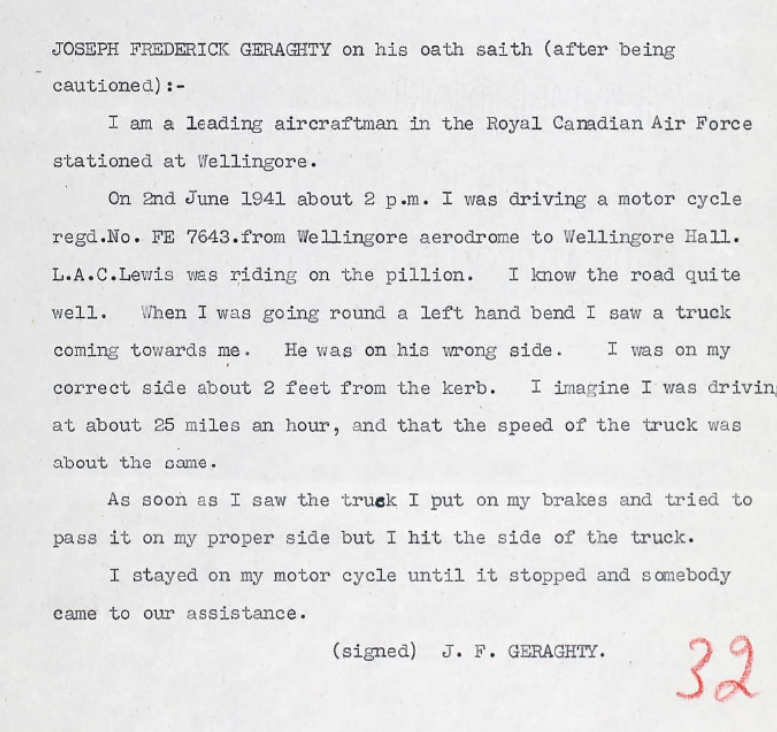 JOSEPH FREDERICK GERAGHTY on his oath saith (after being
cautioned):-
I am a leading aircraftman in the Royal Canadian Air Force
stationed at Wellingore.
On 2nd June 1941 about 2 p.m. I was driving a motor cycle
regd.No. FE 7643.from Wellingore aerodrome to Wellingore Hall.
L.A.C.Lewis was riding on the pillion. I know the road quite
well. When I was going round a left hand bend I saw a truck
coming towards me. He was on his wrong side. I was on my
correct side about 2 feet from the kerb. I imagine I was driving
at about 25 miles an hour, and that the speed of the truck was
about the same.
As soon as I saw the truck I put on my brakes and tried to
pass it on my proper side but I hit the side of the truck.
I stayed on my motor cycle until it stopped and somebody
came to our assistance.
(signed) J. F. GERAGHTY.
32